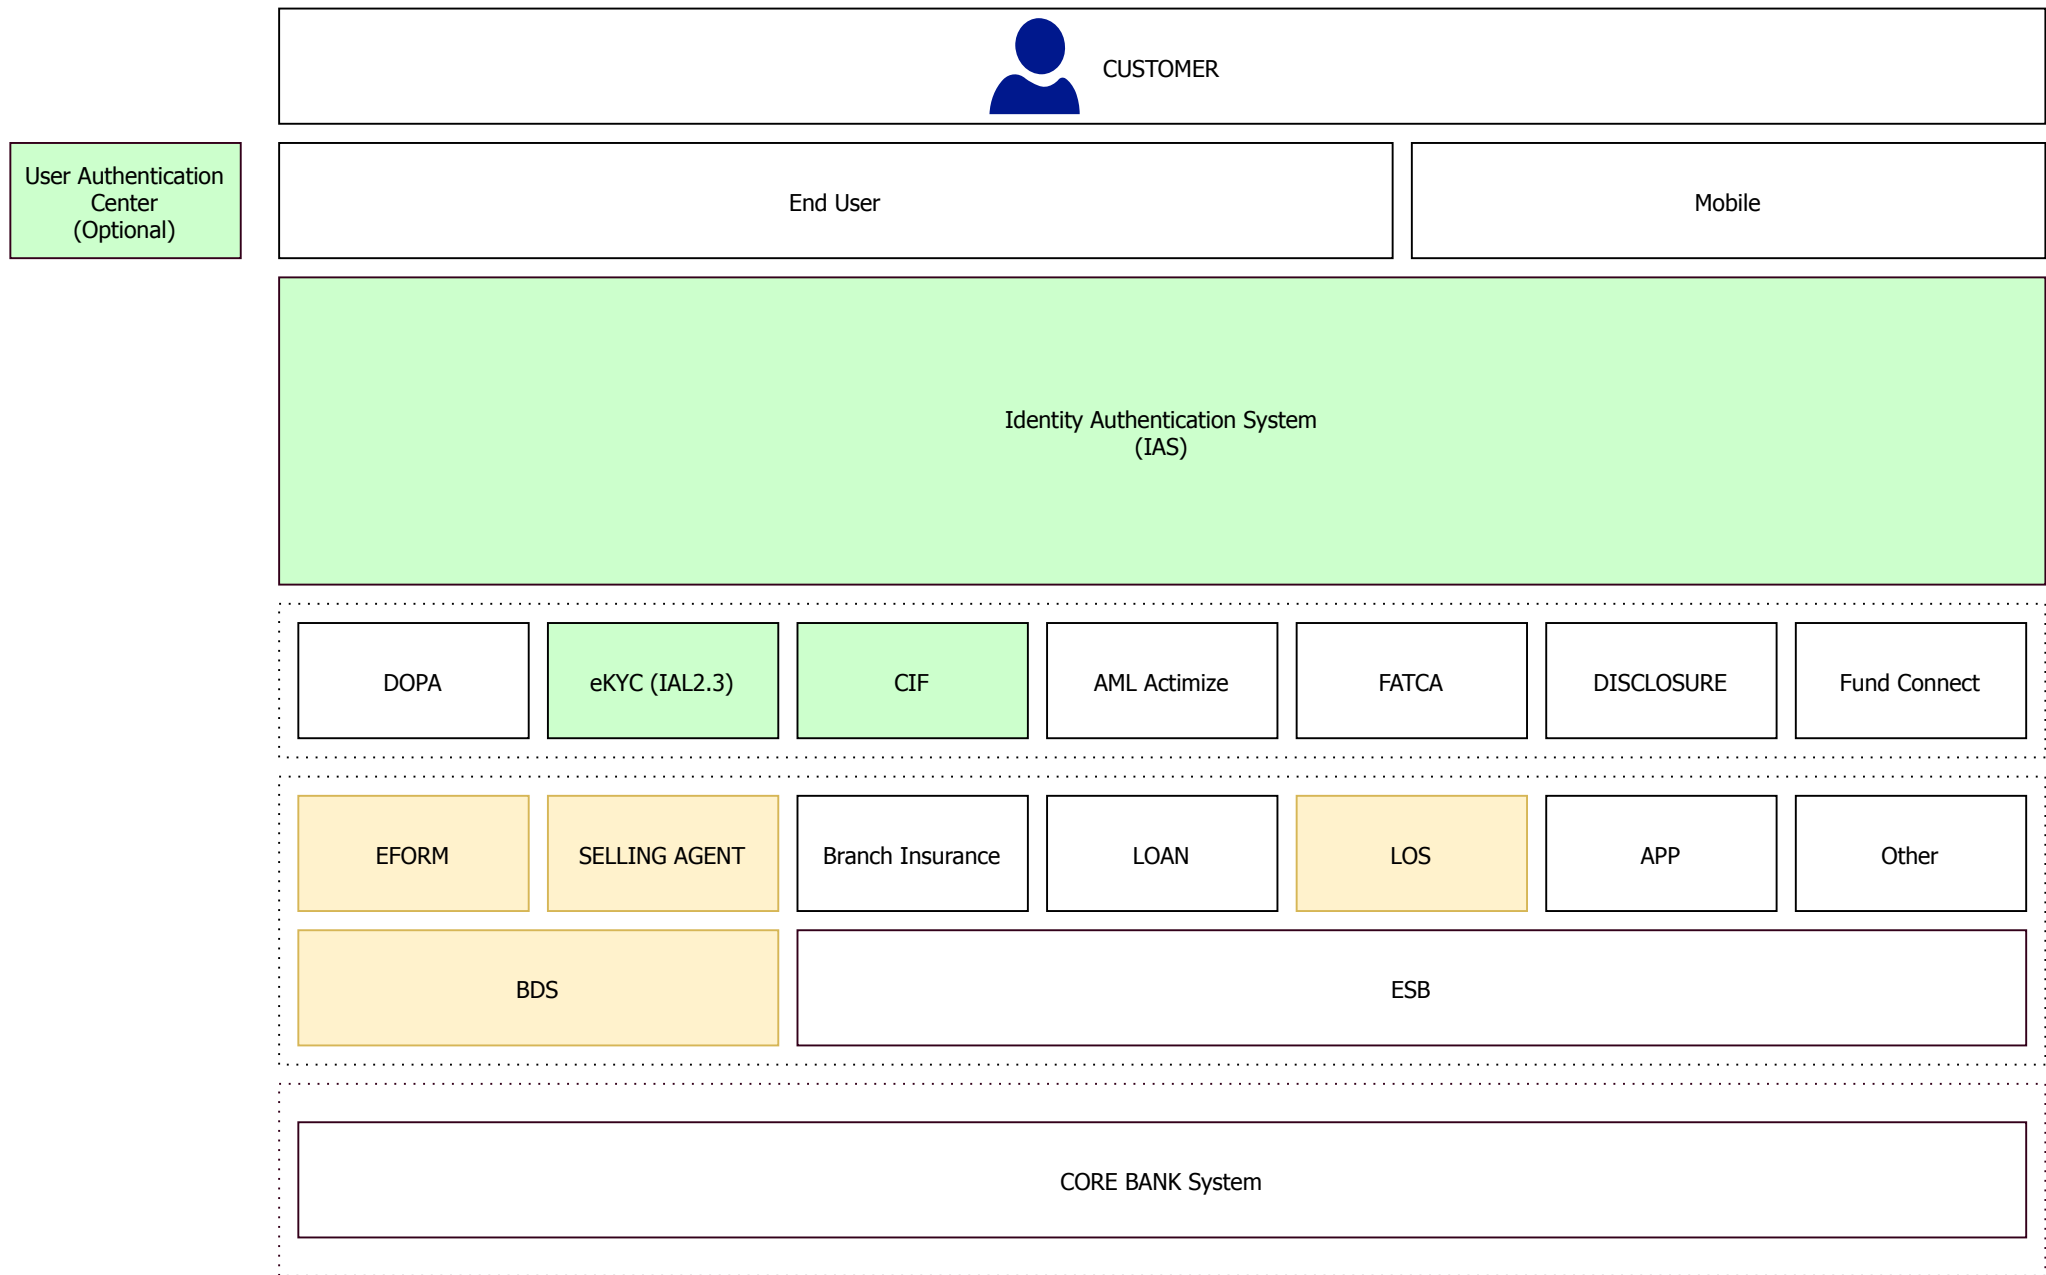 CUSTOMER
User Authentication
Center
(Optional)
End User
Mobile
Identity Authentication System
(IAS)
DOPA
eKYC (IAL2.3)
CIF
AML Actimize
FATCA
DISCLOSURE
Fund Connect
EFORM
SELLING AGENT
Branch Insurance
LOAN
LOS
APP
Other
BDS
ESB
CORE BANK System